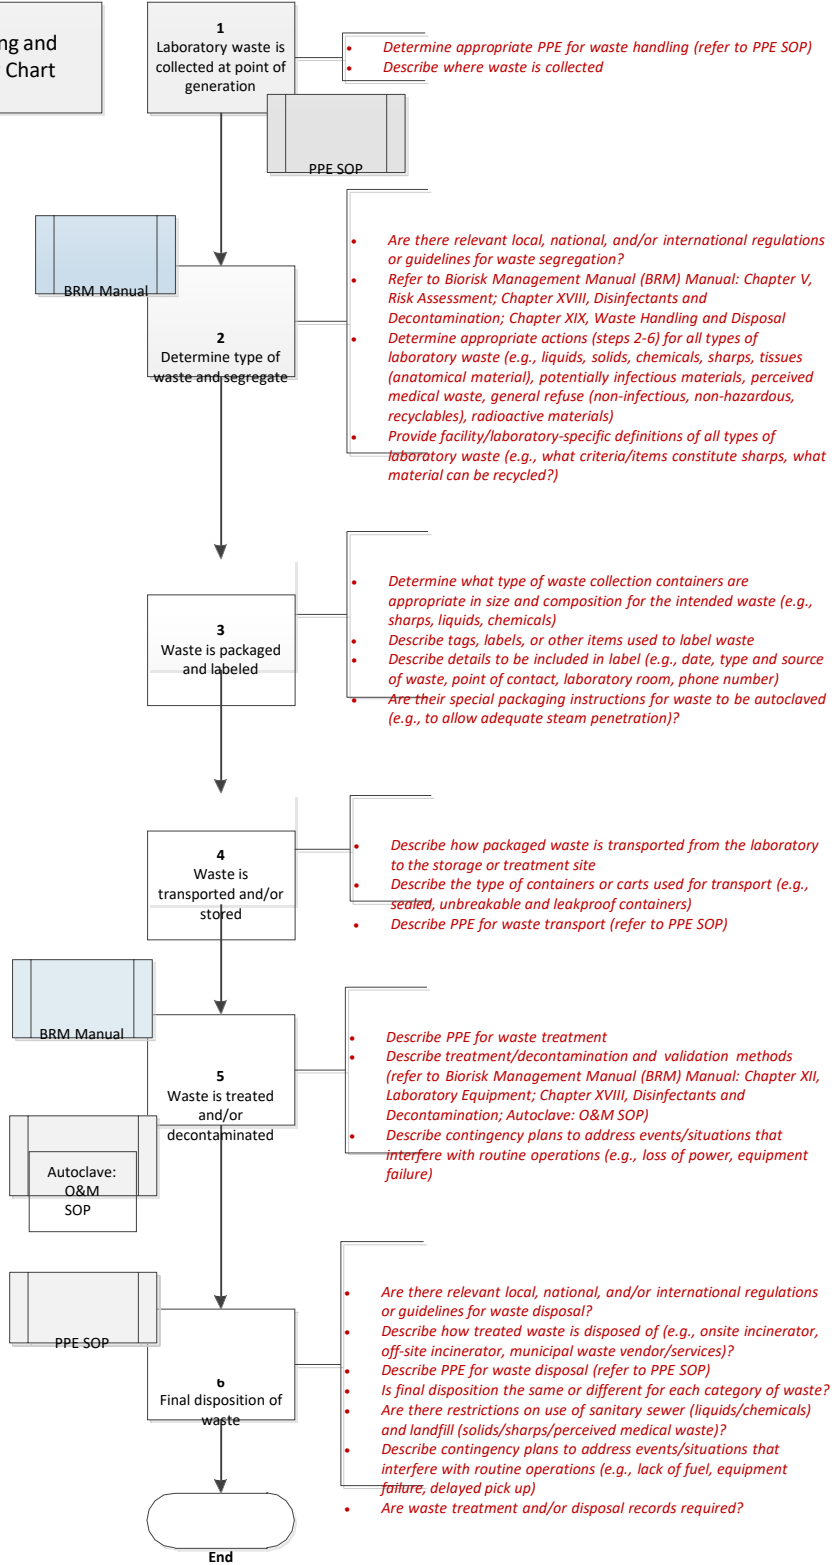 ng and
Chart
1
Laboratory waste is
collected at point of
generation
• Determine appropriate PPE for waste handling (refer to PPE SOP)
• Describe where waste is collected
PPE SOP
BRM Manual
2
Determine type of
waste and segregate
• Are there relevant local, national, and/or international regulations
or guidelines for waste segregation?
• Refer to Biorisk Management Manual (BRM) Manual: Chapter V,
Risk Assessment; Chapter XVIII, Disinfectants and
Decontamination; Chapter XIX, Waste Handling and Disposal
• Determine appropriate actions (steps 2-6) for all types of
laboratory waste (e.g., liquids, solids, chemicals, sharps, tissues
(anatomical material), potentially infectious materials, perceived
medical waste, general refuse (non-infectious, non-hazardous,
recyclables), radioactive materials)
• Provide facility/laboratory-specific definitions of all types of
laboratory waste (e.g., what criteria/items constitute sharps, what
material can be recycled?)
3
Waste is packaged
and labeled
• Determine what type of waste collection containers are
appropriate in size and composition for the intended waste (e.g.,
sharps, liquids, chemicals)
• Describe tags, labels, or other items used to label waste
• Describe details to be included in label (e.g., date, type and source
of waste, point of contact, laboratory room, phone number)
• Are their special packaging instructions for waste to be autoclaved
(e.g., to allow adequate steam penetration)?
4
Waste is
transported and/or
stored
• Describe how packaged waste is transported from the laboratory
to the storage or treatment site
• Describe the type of containers or carts used for transport (e.g.,
sealed, unbreakable and leakproof containers)
• Describe PPE for waste transport (refer to PPE SOP)
BRM Manual
5
Waste is treated
and/or
decontaminated
• Describe PPE for waste treatment
• Describe treatment/decontamination and validation methods
(refer to Biorisk Management Manual (BRM) Manual: Chapter XII,
Laboratory Equipment; Chapter XVIII, Disinfectants and
Decontamination; Autoclave: O&M SOP)
• Describe contingency plans to address events/situations that
interfere with routine operations (e.g., loss of power, equipment
failure)
Autoclave:
O&M
SOP
PPE SOP
6
Final disposition of
waste
• Are there relevant local, national, and/or international regulations
or guidelines for waste disposal?
• Describe how treated waste is disposed of (e.g., onsite incinerator,
off-site incinerator, municipal waste vendor/services)?
• Describe PPE for waste disposal (refer to PPE SOP)
• Is final disposition the same or different for each category of waste?
• Are there restrictions on use of sanitary sewer (liquids/chemicals)
and landfill (solids/sharps/perceived medical waste)?
• Describe contingency plans to address events/situations that
interfere with routine operations (e.g., lack of fuel, equipment
failure, delayed pick up)
• Are waste treatment and/or disposal records required?
End